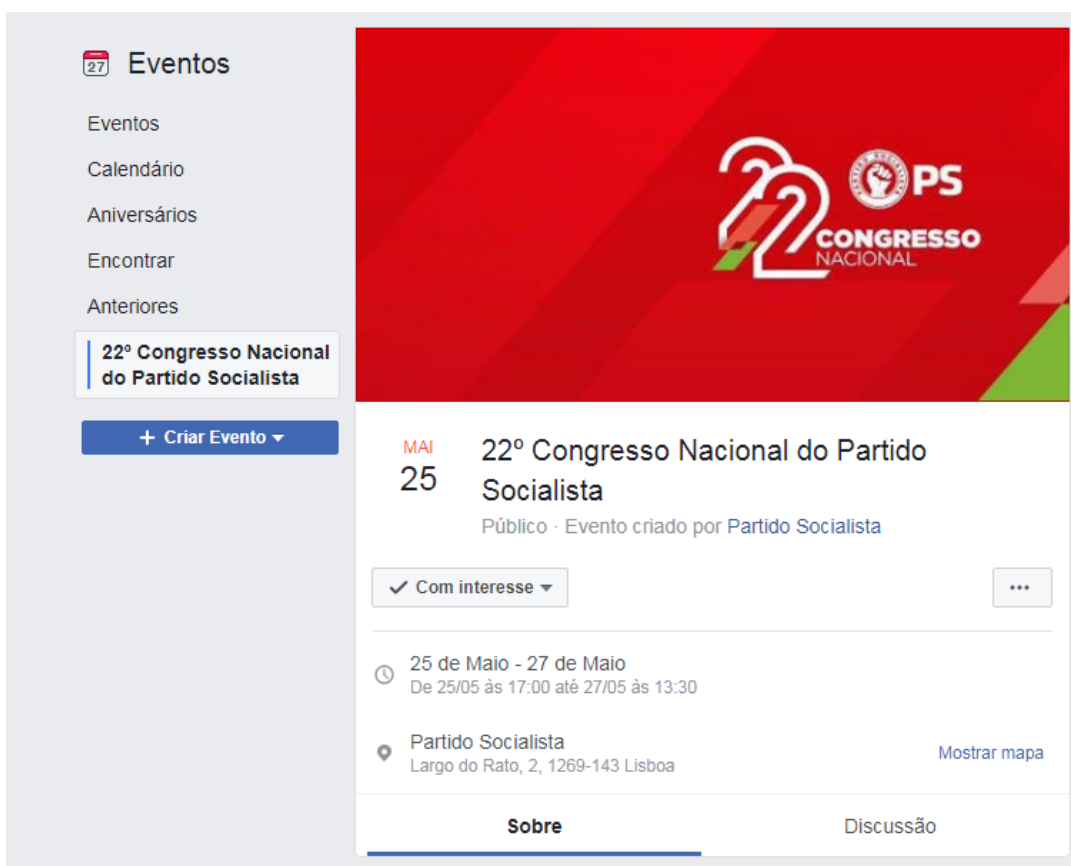 27
Eventos
Eventos
Calendário
Aniversários
Encontrar
Anteriores
22º Congresso Nacional
do Partido Socialista
+ Criar Evento
22
PARTIDO SOCIALISTA
PS
CONGRESSO
NACIONAL
MAI
25
22º Congresso Nacional do Partido
Socialista
Público · Evento criado por Partido Socialista
Com interesse
...
25 de Maio - 27 de Maio
De 25/05 às 17:00 até 27/05 às 13:30
Partido Socialista
Largo do Rato, 2, 1269-143 Lisboa
Mostrar mapa
Sobre
Discussão